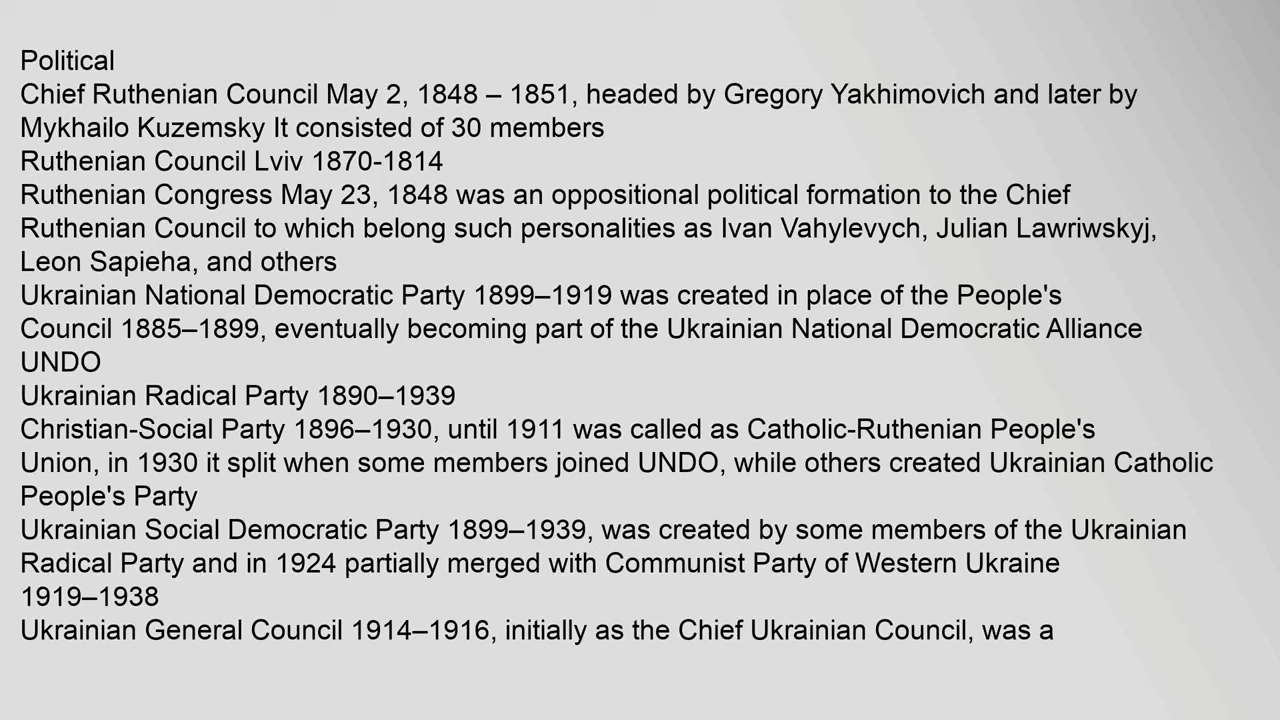 Political
Chief Ruthenian Council May 2, 1848 – 1851, headed by Gregory Yakhimovich and later by
Mykhailo Kuzemsky It consisted of 30 members
Ruthenian Council Lviv 1870-1814
Ruthenian Congress May 23, 1848 was an oppositional political formation to the Chief
Ruthenian Council to which belong such personalities as Ivan Vahylevych, Julian Lawriwskyj,
Leon Sapieha, and others
Ukrainian National Democratic Party 1899–1919 was created in place of the People's
Council 1885–1899, eventually becoming part of the Ukrainian National Democratic Alliance
UNDO
Ukrainian Radical Party 1890–1939
Christian-Social Party 1896–1930, until 1911 was called as Catholic-Ruthenian People's
Union, in 1930 it split when some members joined UNDO, while others created Ukrainian Catholic
People's Party
Ukrainian Social Democratic Party 1899–1939, was created by some members of the Ukrainian
Radical Party and in 1924 partially merged with Communist Party of Western Ukraine
1919–1938
Ukrainian General Council 1914–1916, initially as the Chief Ukrainian Council, was a